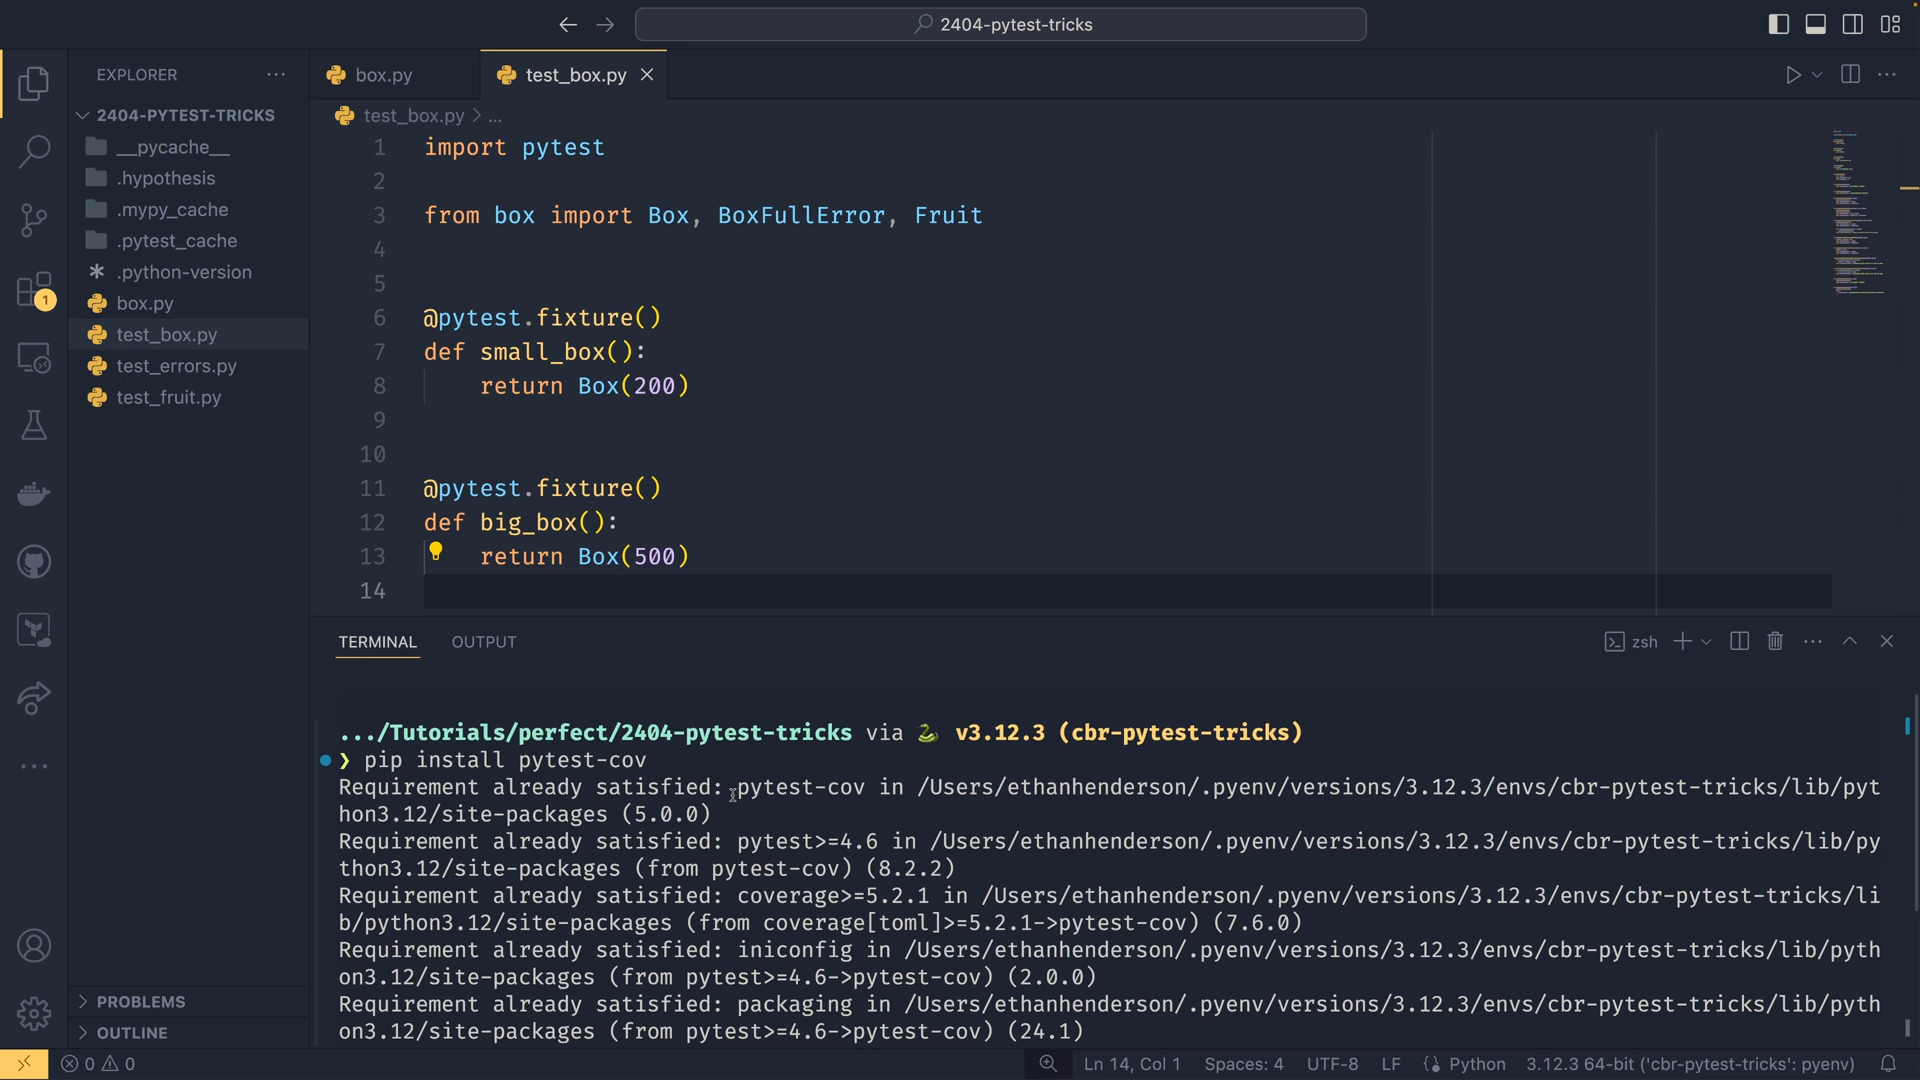 2404-pytest-tricks
EXPLORER
box.py
test_box.py
2404-PYTEST-TRICKS
__pycache__
.hypothesis
.mypy_cache
.pytest_cache
.python-version
box.py
test_box.py
test_errors.py
test_fruit.py
1
PROBLEMS
OUTLINE
test_box.py > ...
1 import pytest
2
3 from box import Box, BoxFullError, Fruit
4
5
6 @pytest.fixture()
7 def small_box():
8 return Box(200)
9
10
11 @pytest.fixture()
12 def big_box():
13 return Box(500)
14
TERMINAL
OUTPUT
zsh
.../Tutorials/perfect/2404-pytest-tricks via 🐍 v3.12.3 (cbr-pytest-tricks)
❯ pip install pytest-cov
Requirement already satisfied: pytest-cov in /Users/ethanhenderson/.pyenv/versions/3.12.3/envs/cbr-pytest-tricks/lib/pyt
hon3.12/site-packages (5.0.0)
Requirement already satisfied: pytest>=4.6 in /Users/ethanhenderson/.pyenv/versions/3.12.3/envs/cbr-pytest-tricks/lib/py
thon3.12/site-packages (from pytest-cov) (8.2.2)
Requirement already satisfied: coverage>=5.2.1 in /Users/ethanhenderson/.pyenv/versions/3.12.3/envs/cbr-pytest-tricks/li
b/python3.12/site-packages (from coverage[toml]>=5.2.1->pytest-cov) (7.6.0)
Requirement already satisfied: iniconfig in /Users/ethanhenderson/.pyenv/versions/3.12.3/envs/cbr-pytest-tricks/lib/pyth
on3.12/site-packages (from pytest>=4.6->pytest-cov) (2.0.0)
Requirement already satisfied: packaging in /Users/ethanhenderson/.pyenv/versions/3.12.3/envs/cbr-pytest-tricks/lib/pyth
on3.12/site-packages (from pytest>=4.6->pytest-cov) (24.1)
0 0
Ln 14, Col 1
Spaces: 4
UTF-8
LF
Python
3.12.3 64-bit ('cbr-pytest-tricks': pyenv)